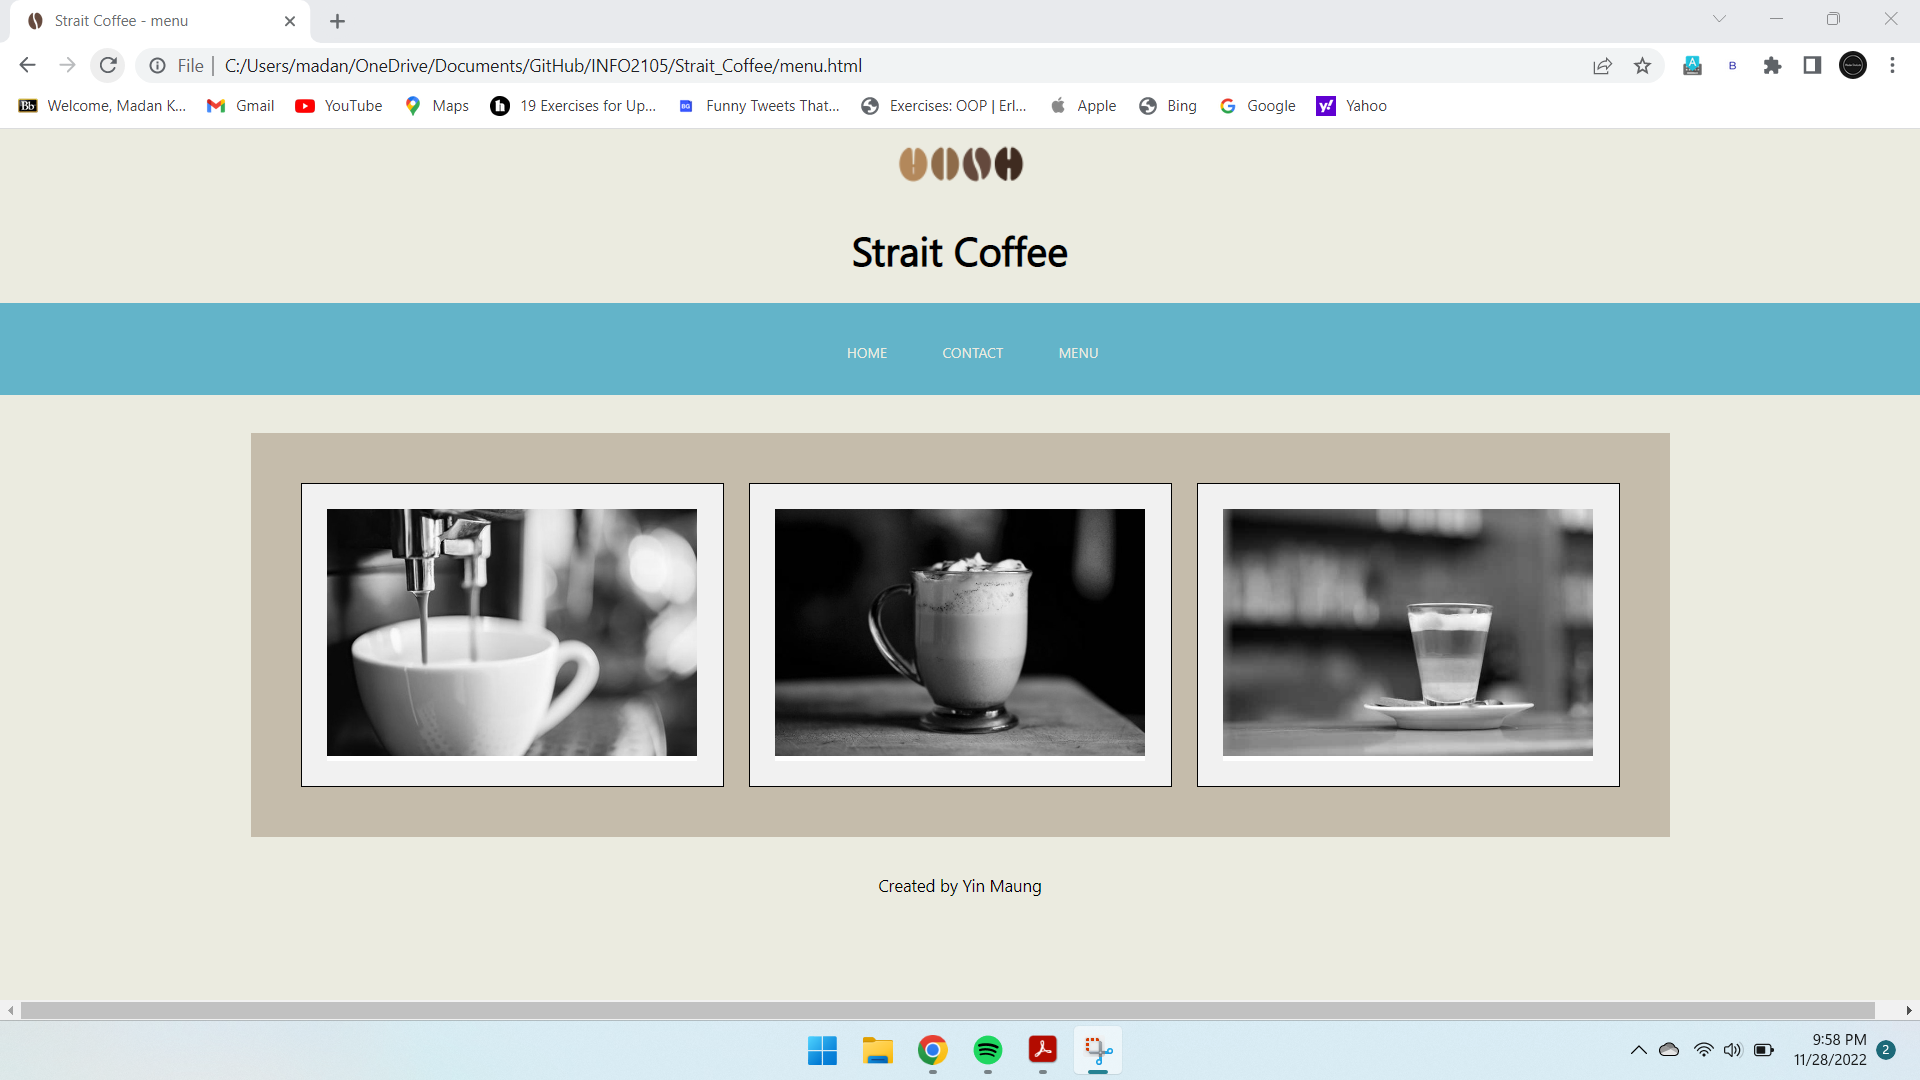 Strait Coffee - menu
File | C:/Users/madan/OneDrive/Documents/GitHub/INFO2105/Strait_Coffee/menu.html
A
B
Bb Welcome, Madan K... Gmail YouTube Maps h 19 Exercises for Up... BG Funny Tweets That... Exercises: OOP | Erl... Apple Bing Google y! Yahoo
Strait Coffee
HOME CONTACT MENU
Created by Yin Maung
9:58 PM
11/28/2022
2